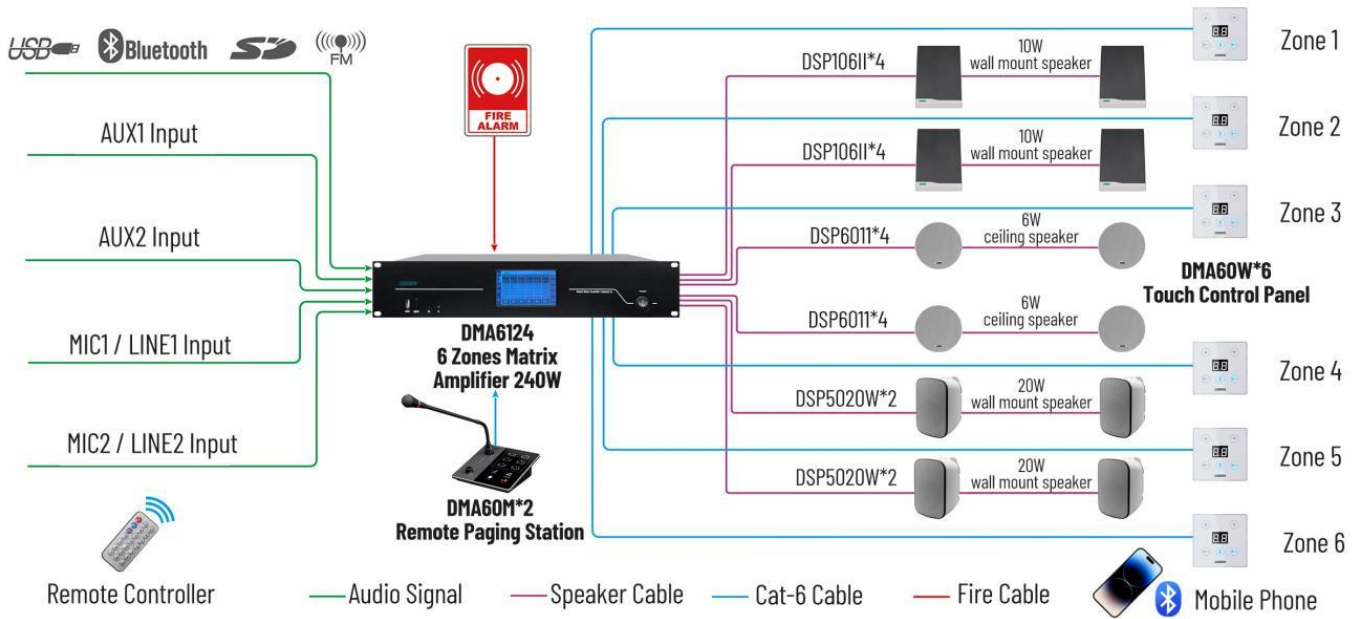 USB
Bluetooth
SD
FM
FIRE
ALARM
AUX1 Input
AUX2 Input
MIC1 / LINE1 Input
MIC2 / LINE2 Input
DMA6124
6 Zones Matrix
Amplifier 240W
DMA60M*2
Remote Paging Station
DSP106II*4
10W
wall mount speaker
DSP106II*4
10W
wall mount speaker
DSP6011*4
6W
ceiling speaker
DSP6011*4
6W
ceiling speaker
DSP5020W*2
20W
wall mount speaker
DSP5020W*2
20W
wall mount speaker
Zone 1
Zone 2
Zone 3
DMA60W*6
Touch Control Panel
Zone 4
Zone 5
Zone 6
Remote Controller
Audio Signal
Speaker Cable
Cat-6 Cable
Fire Cable
Mobile Phone